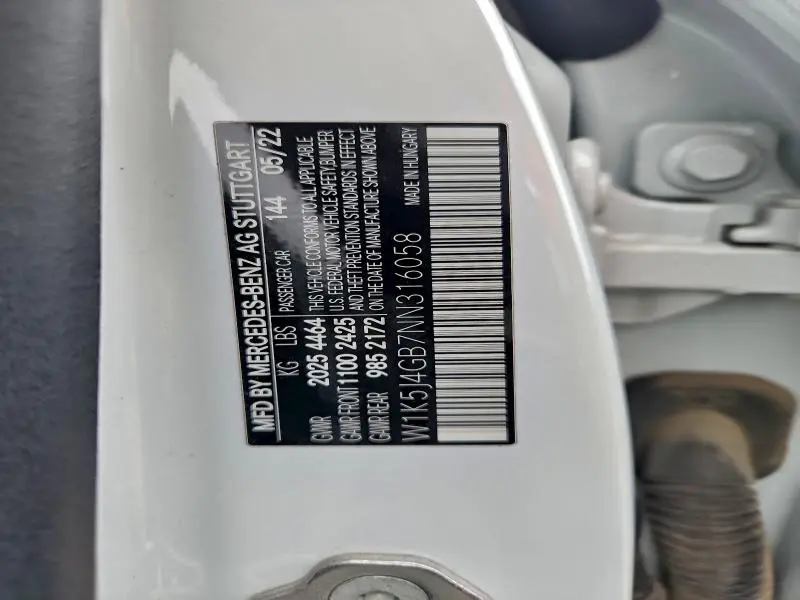 MFD BY MERCEDES-BENZ AG STUTTGART
KG LBS PASSENGER CAR 144 05/22
GVWR 2025 4464 THIS VEHICLE CONFORMS TO ALL APPLICABLE
U.S. FEDERAL MOTOR VEHICLE SAFETY, BUMPER
GAWR FRONT 1100 2425 AND THEFT PREVENTION STANDARDS IN EFFECT
GAWR REAR 985 2172 ON THE DATE OF MANUFACTURE SHOWN ABOVE
W1K5J4GB7NN316058 MADE IN HUNGARY